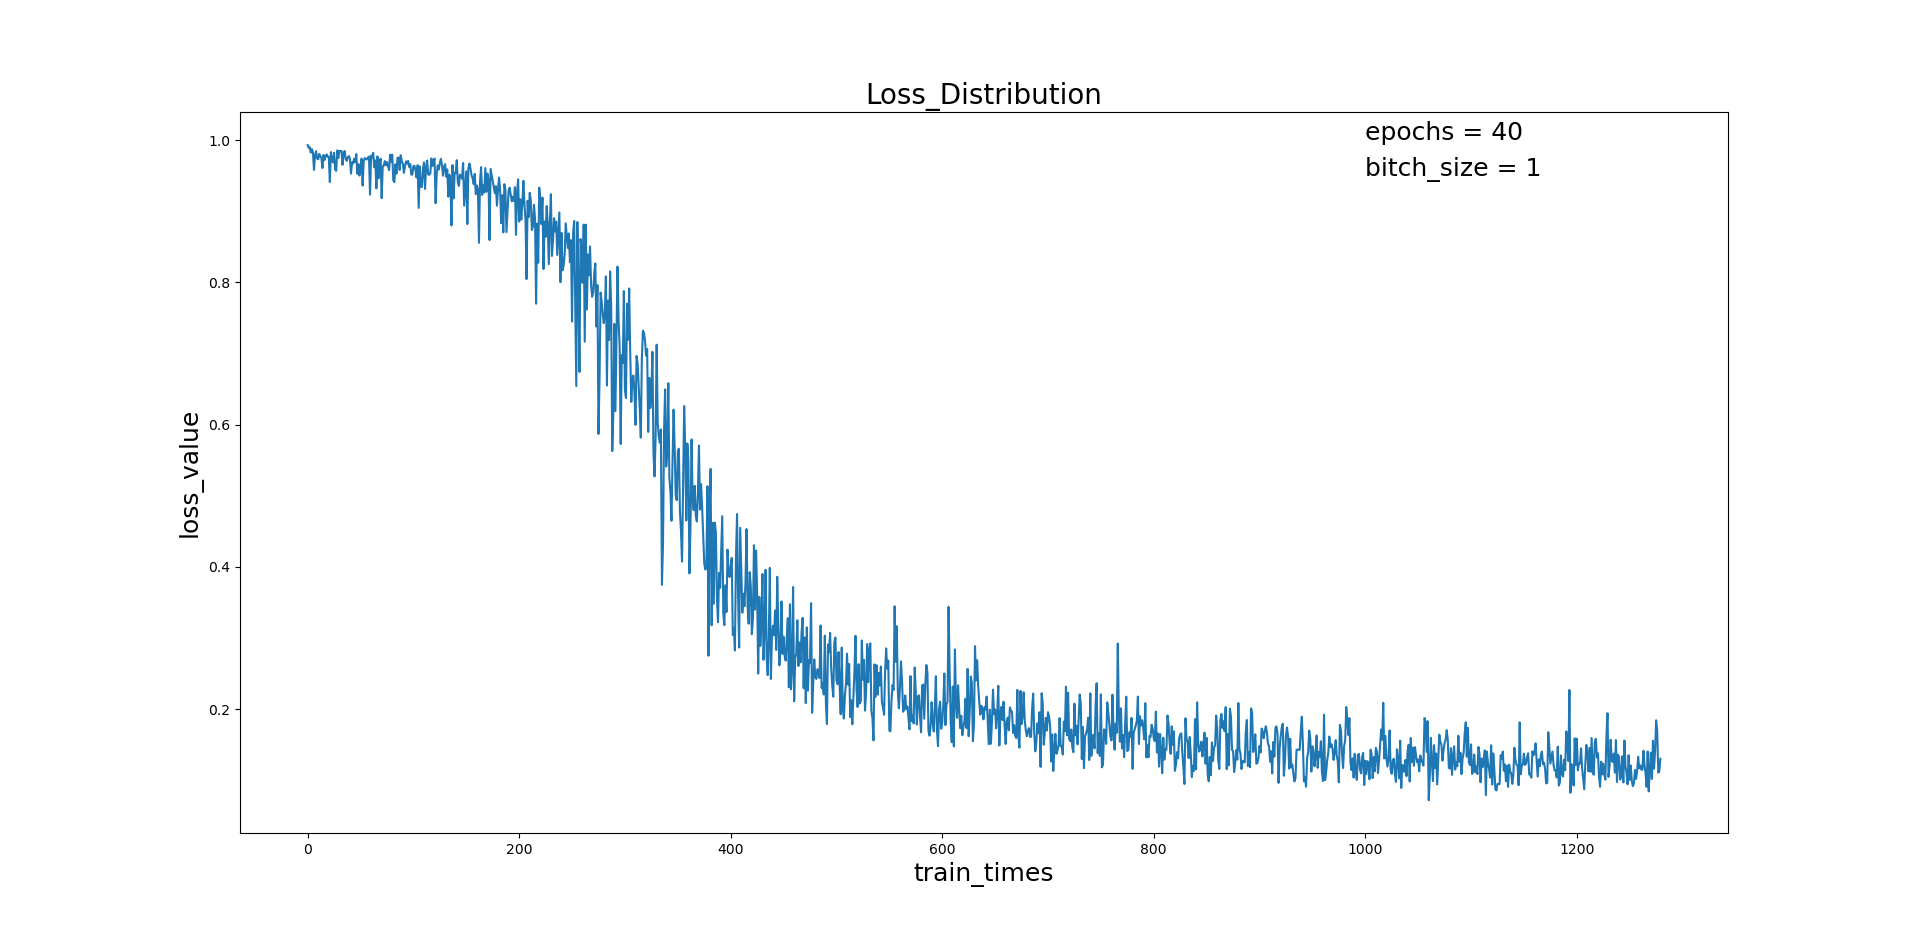 Loss_Distribution
epochs = 40
bitch_size = 1
1.0
0.8
0.6
0.4
0.2
loss_value
0 200 400 600 800 1000 1200
train_times